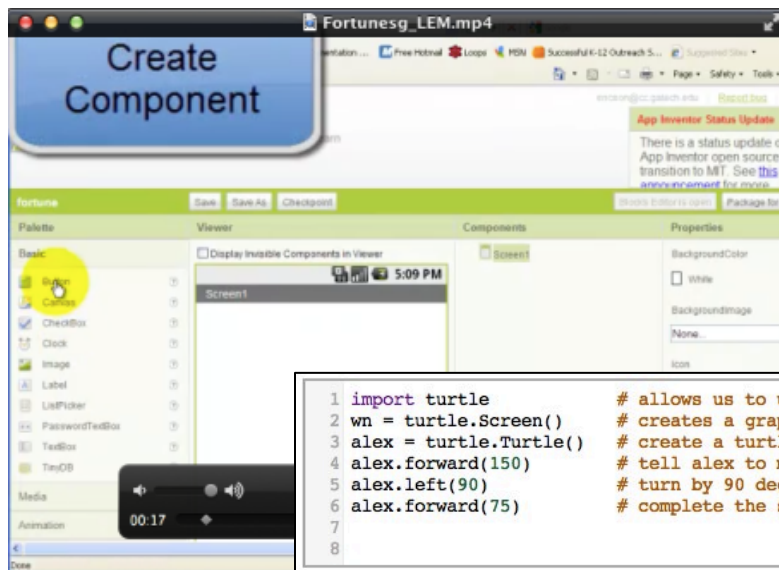 Fortunesg_LEM.mp4
Create
Component
Free Hotmail Loops MSN Successful K-12 Outreach S... Suggested Sites
Page Safety Tools
Report bug
App Inventor Status Update
There is a status update
App Inventor open source
transition to MIT. See this
announcement for more
fortune
Save Save As Checkpoint
Blocks Editor is open Package for
Palette Viewer Components Properties
Basic
Display Invisible Components in Viewer
Screen1
BackgroundColor
Button
5:09 PM
White
Canvas
Screen1
CheckBox
BackgroundImage
Clock
None...
Image
Icon
Label
ListPicker
PasswordTextBox
TextBox
TinyDB
Media
Animation
00:17
Done
1 import turtle # allows us to
2 wn = turtle.Screen() # creates a
3 alex = turtle.Turtle() # create a
4 alex.forward(150) # tell alex to
5 alex.left(90) # turn by 90
6 alex.forward(75) # complete the
7
8